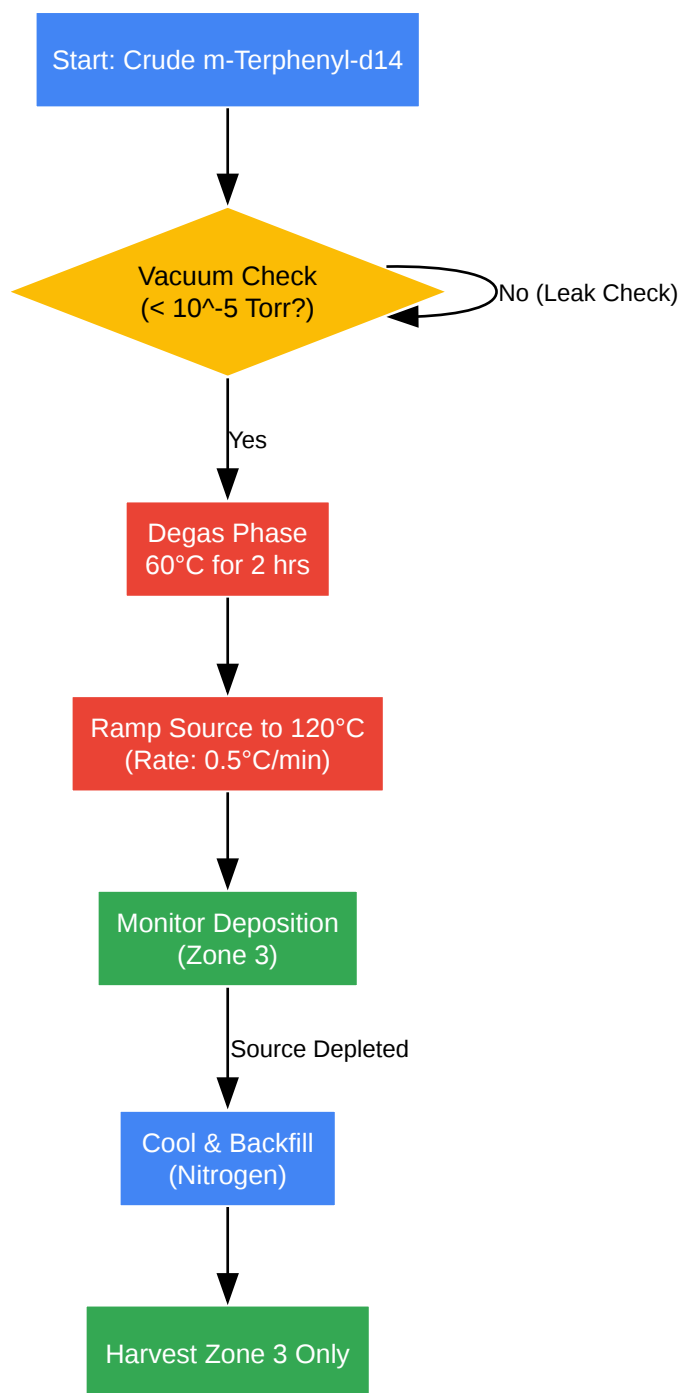 Start: Crude m-Terphenyl-d14
Vacuum Check
(< 10^-5 Torr?)
No (Leak Check)
Yes
Degas Phase
60°C for 2 hrs
Ramp Source to 120°C
(Rate: 0.5°C/min)
Monitor Deposition
(Zone 3)
Source Depleted
Cool & Backfill
(Nitrogen)
Harvest Zone 3 Only